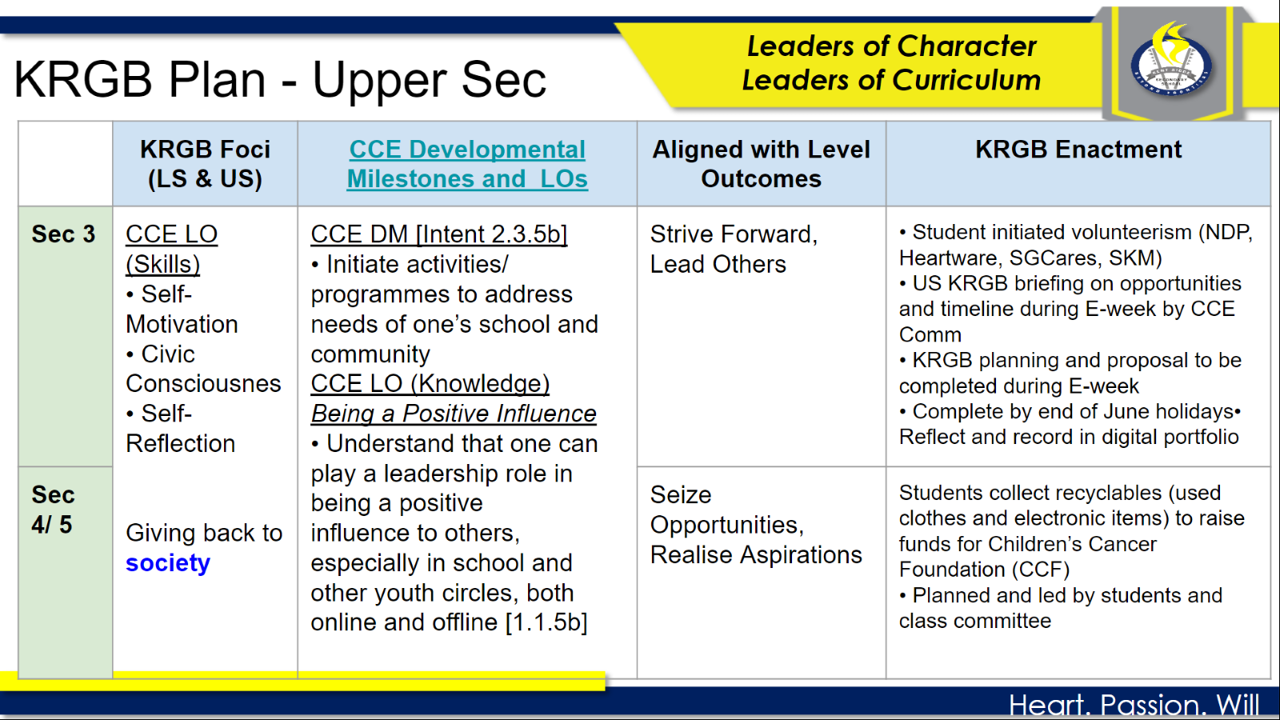 Leaders of Character
Leaders of Curriculum
KRGB Plan - Upper Sec
KRGB Foci
(LS & US)
CCE Developmental
Milestones and LOs
Aligned with Level
Outcomes
KRGB Enactment
Sec 3
CCE LO
(Skills)
• Self-
Motivation
• Civic
Consciousnes
• Self-
Reflection
Giving back to
society
CCE DM [Intent 2.3.5b]
• Initiate activities/
programmes to address
needs of one’s school and
community
CCE LO (Knowledge)
Being a Positive Influence
• Understand that one can
play a leadership role in
being a positive
influence to others,
especially in school and
other youth circles, both
online and offline [1.1.5b]
Strive Forward,
Lead Others
• Student initiated volunteerism (NDP,
Heartware, SGCares, SKM)
• US KRGB briefing on opportunities
and timeline during E-week by CCE
Comm
• KRGB planning and proposal to be
completed during E-week
• Complete by end of June holidays•
Reflect and record in digital portfolio
Sec
4/ 5
Seize
Opportunities,
Realise Aspirations
Students collect recyclables (used
clothes and electronic items) to raise
funds for Children’s Cancer
Foundation (CCF)
• Planned and led by students and
class committee
Heart. Passion. Will